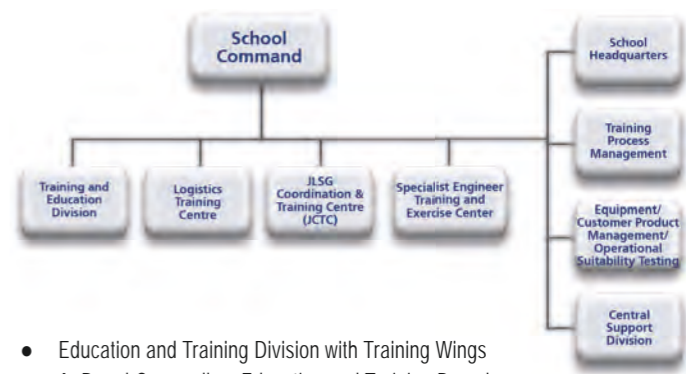 School
Command
School
Headquarters
Training
Process
Management
Equipment/
Customer Product
Management/
Operational
Suitability Testing
Central
Support
Division
Training and
Education
Division
Logistics
Training
Centre
JLSG
Coordination &
Training Centre
(JCTC)
Specialist Engineer
Training and
Exercise Center
● Education and Training Division with Training Wings